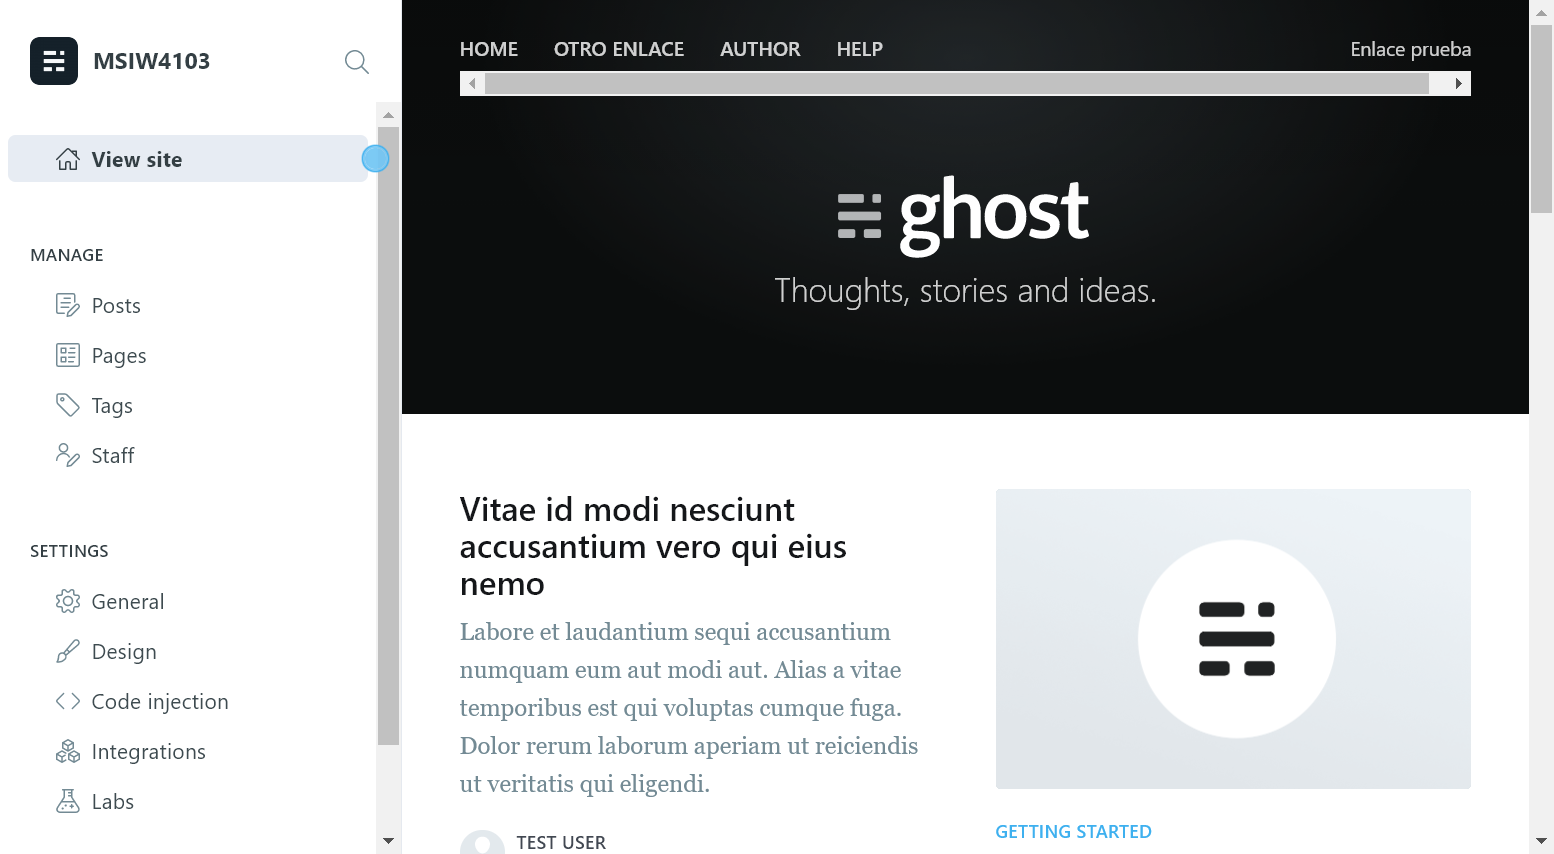 MSIW4103
View site
MANAGE
Posts
Pages
Tags
Staff
SETTINGS
General
Design
Code injection
Integrations
Labs
HOME OTRO ENLACE AUTHOR HELP Enlace prueba
ghost
Thoughts, stories and ideas.
Vitae id modi nesciunt
accusantium vero qui eius
nemo
Labore et laudantium sequi accusantium
numquam eum aut modi aut. Alias a vitae
temporibus est qui voluptas cumque fuga.
Dolor rerum laborum aperiam ut reiciendis
ut veritatis qui eligendi.
TEST USER
GETTING STARTED